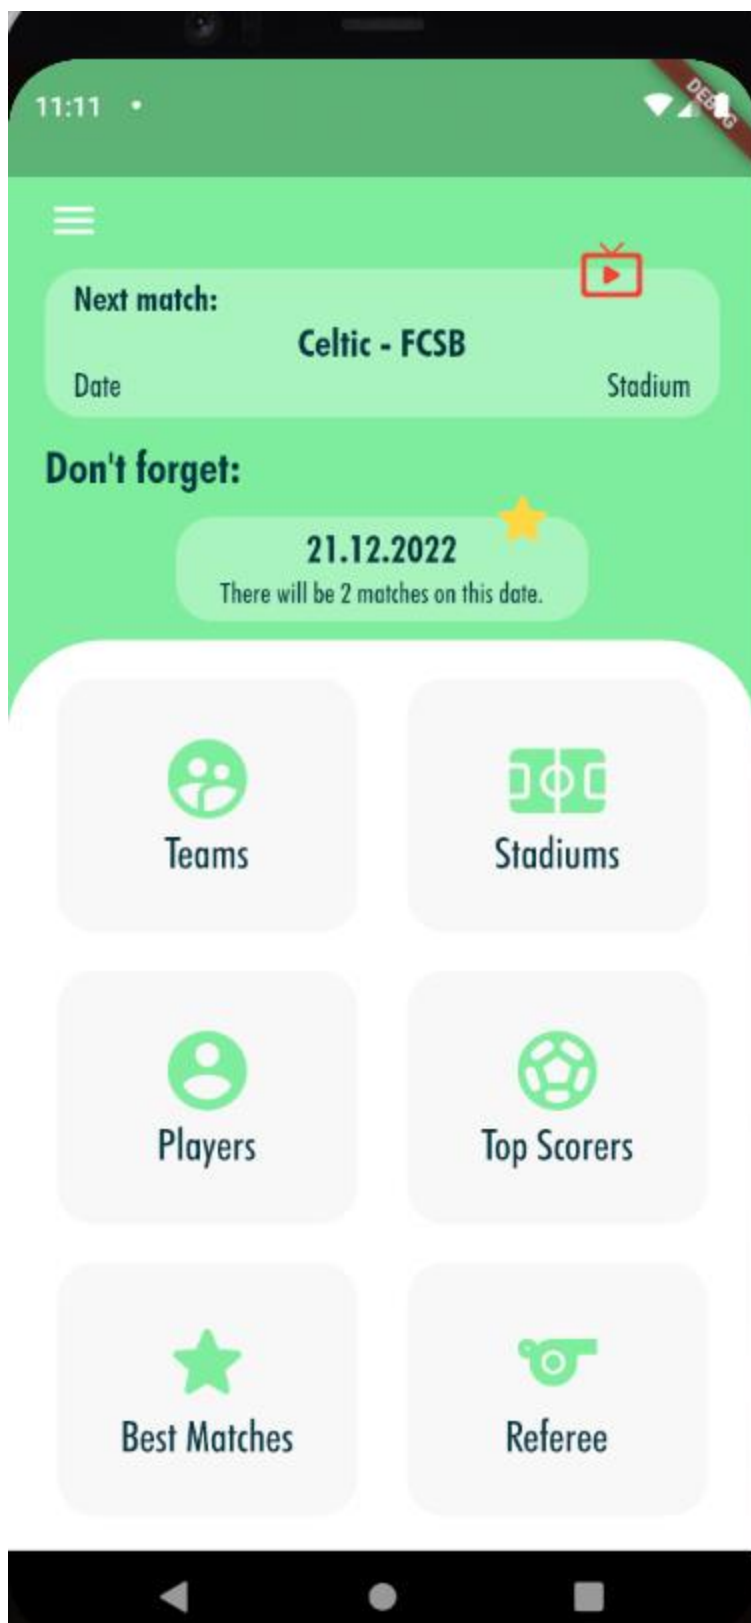 11:11
DEBUG
Next match:
Celtic - FCSB
Date Stadium
Don't forget:
21.12.2022
There will be 2 matches on this date.
Teams Stadiums
Players Top Scorers
Best Matches Referee